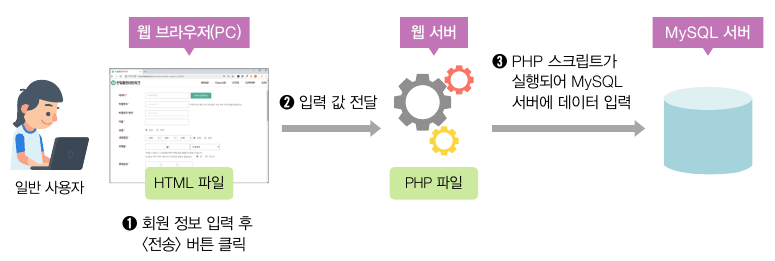 웹 브라우저(PC)
웹 서버
MySQL 서버
❸ PHP 스크립트가
실행되어 MySQL
서버에 데이터 입력
❷ 입력 값 전달
일반 사용자
HTML 파일
PHP 파일
❶ 회원 정보 입력 후
〈전송〉 버튼 클릭